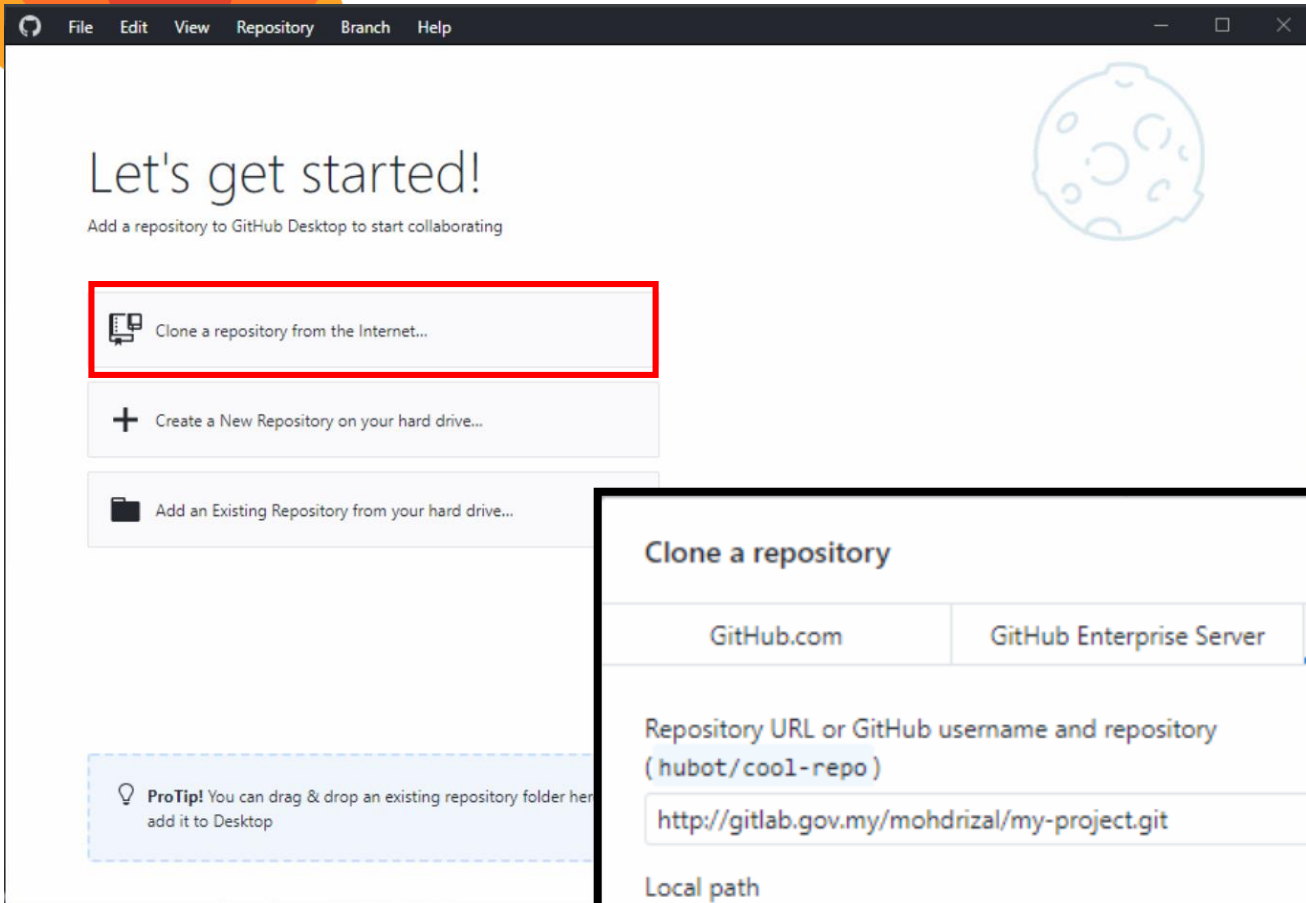 File Edit View Repository Branch Help
Let's get started!
Add a repository to GitHub Desktop to start collaborating
Clone a repository from the Internet...
Create a New Repository on your hard drive...
Add an Existing Repository from your hard drive...
ProTip! You can drag & drop an existing repository folder her
add it to Desktop
Clone a repository
GitHub.com GitHub Enterprise Server
Repository URL or GitHub username and repository
(hubot/cool-repo)
http://gitlab.gov.my/mohdrizal/my-project.git
Local path